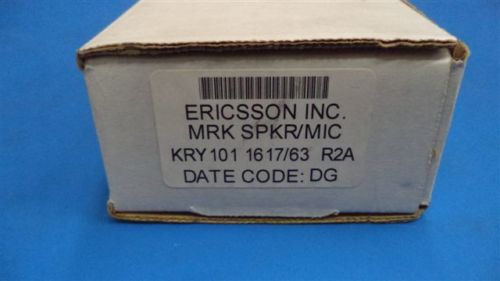 ERICSSON INC.
MRK SPKR/MIC
KRY 101 1617/63 R2A
DATE CODE: DG